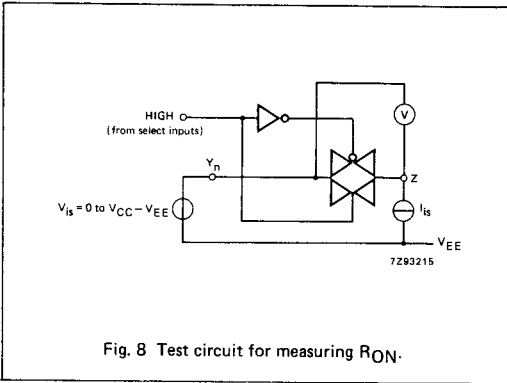 HIGH
(from select inputs)
V
Yn
Z
Vis = 0 to VCC − VEE
Iis
VEE
7Z93215
Fig. 8 Test circuit for measuring RON.